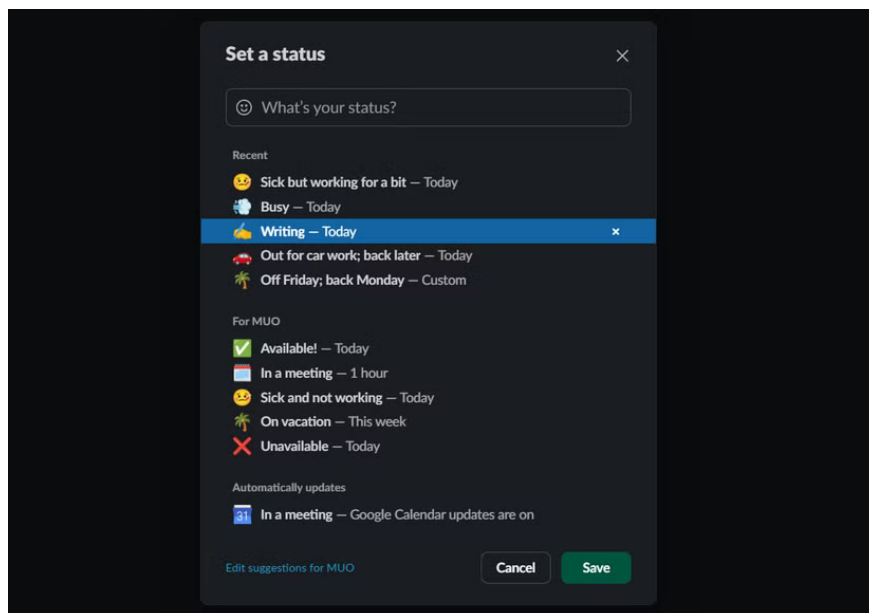 Set a status
What's your status?
Recent
Sick but working for a bit — Today
Busy — Today
Writing — Today
Out for car work; back later — Today
Off Friday; back Monday — Custom
For MUO
Available! — Today
In a meeting — 1 hour
Sick and not working — Today
On vacation — This week
Unavailable — Today
Automatically updates
31 In a meeting — Google Calendar updates are on
Edit suggestions for MUO Cancel Save